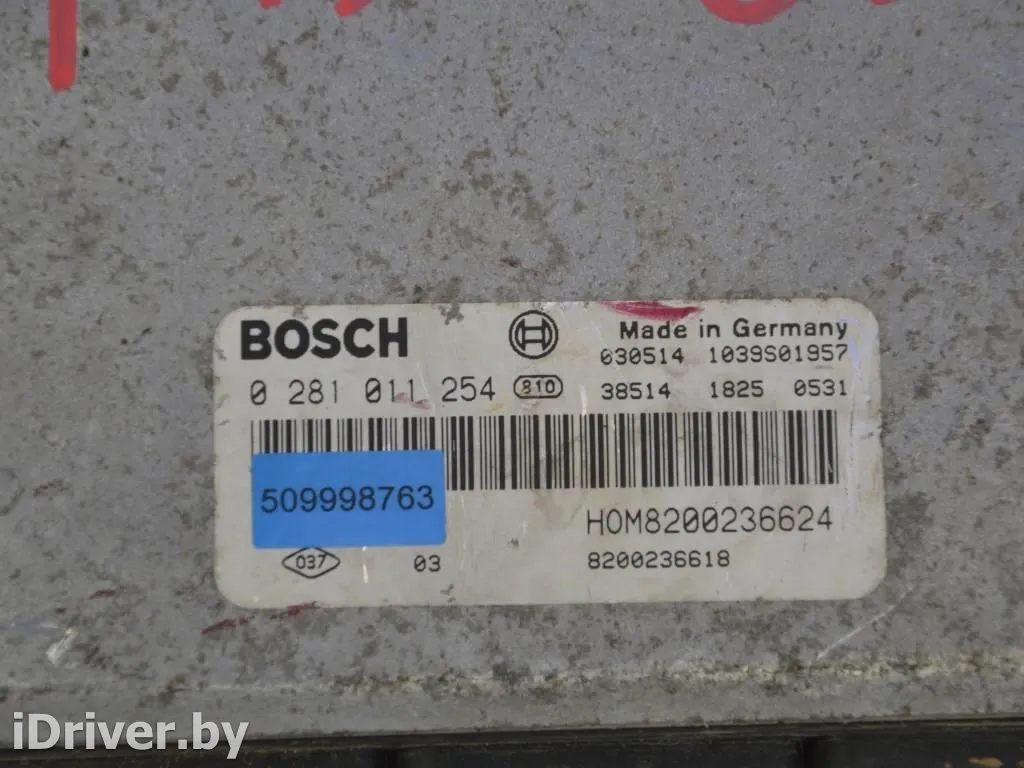 BOSCH
Made in Germany
030514 1039S01957
0 281 011 254 810 38514 1825 0531
509998763
HOM8200236624
037 03 8200236618
iDriver.by